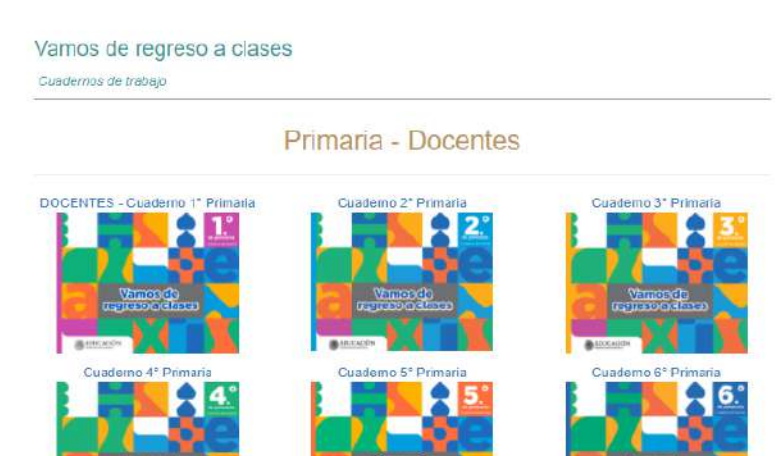 Vamos de regreso a clases
Cuadernos de trabajo
Primaria - Docentes
DOCENTES - Cuaderno 1° Primaria
Cuaderno 2° Primaria
Cuaderno 3° Primaria
1.°
2.°
3.°
Vamos de
regreso a clases
Vamos de
regreso a clases
Vamos de
regreso a clases
EDUCACIÓN
EDUCACIÓN
EDUCACIÓN
Cuaderno 4° Primaria
Cuaderno 5° Primaria
Cuaderno 6° Primaria
4.°
5.°
6.°